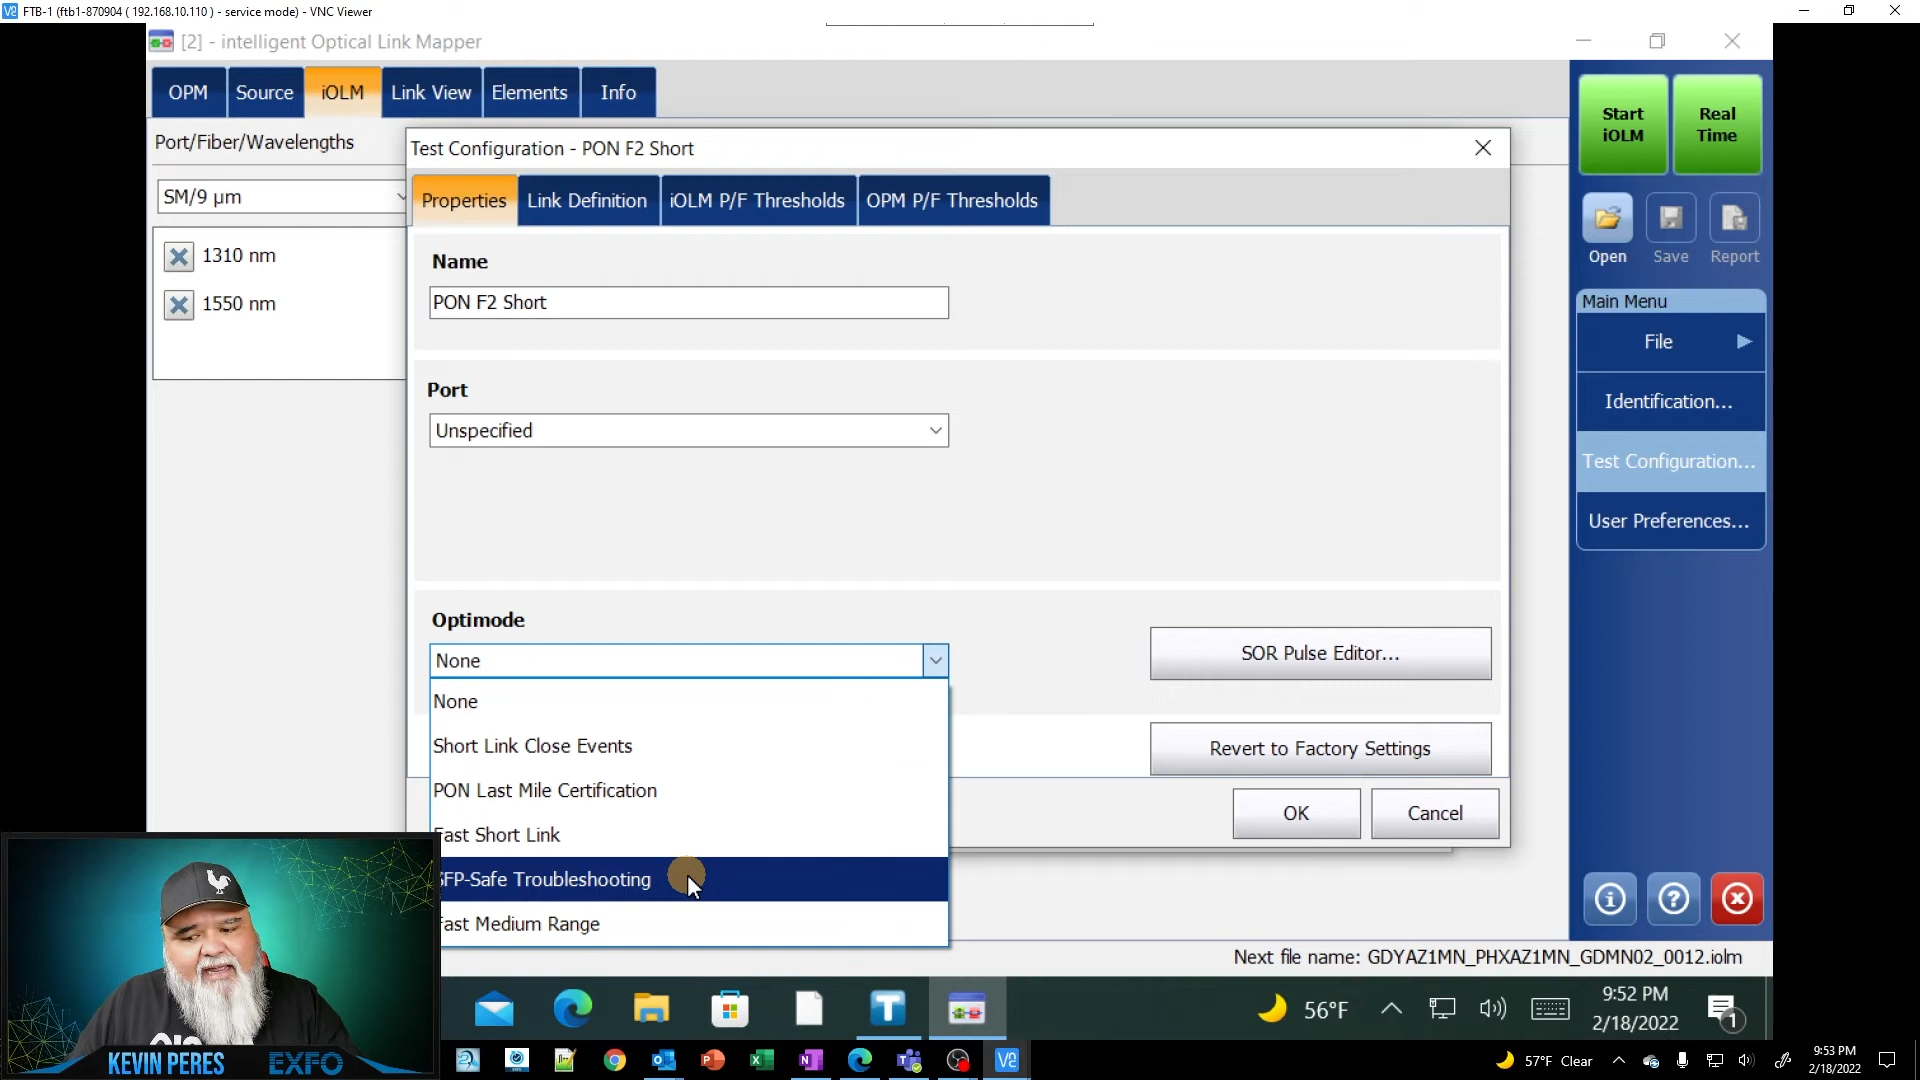 FTB-1 (ftb1-870904 ( 192.168.10.110 ) - service mode) - VNC Viewer
[2] - intelligent Optical Link Mapper
OPM Source iOLM Link View Elements Info
Start iOLM
Real Time
Port/Fiber/Wavelengths
SM/9 µm
1310 nm
1550 nm
Test Configuration - PON F2 Short
Properties Link Definition iOLM P/F Thresholds OPM P/F Thresholds
Name
PON F2 Short
Port
Unspecified
Optimode
None
None
Short Link Close Events
PON Last Mile Certification
Fast Short Link
SFP-Safe Troubleshooting
Fast Medium Range
SOR Pulse Editor...
Revert to Factory Settings
OK Cancel
Open Save Report
Main Menu
File
Identification...
Test Configuration...
User Preferences...
Next file name: GDYAZ1MN_PHXAZ1MN_GDMN02_0012.iolm
56°F
9:52 PM
2/18/2022
1
KEVIN PERES EXFO
57°F Clear
9:53 PM
2/18/2022